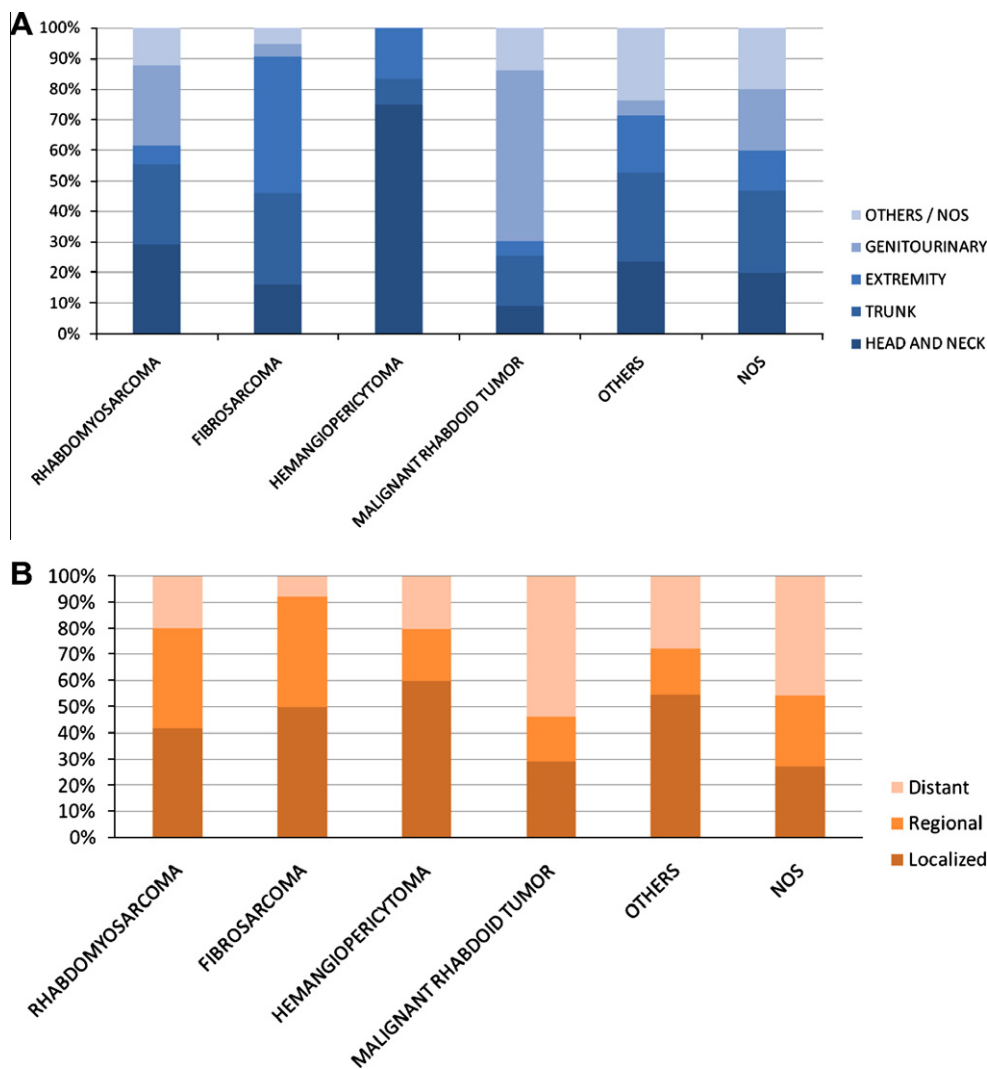 A
100%
90%
80%
70%
60%
50%
40%
30%
20%
10%
0%
RHABDOMYOSARCOMA
FIBROSARCOMA
HEMANGIOPERICYTOMA
MALIGNANT RHABDOID TUMOR
OTHERS
NOS
OTHERS / NOS
GENITOURINARY
EXTREMITY
TRUNK
HEAD AND NECK
B
100%
90%
80%
70%
60%
50%
40%
30%
20%
10%
0%
RHABDOMYOSARCOMA
FIBROSARCOMA
HEMANGIOPERICYTOMA
MALIGNANT RHABDOID TUMOR
OTHERS
NOS
Distant
Regional
Localized